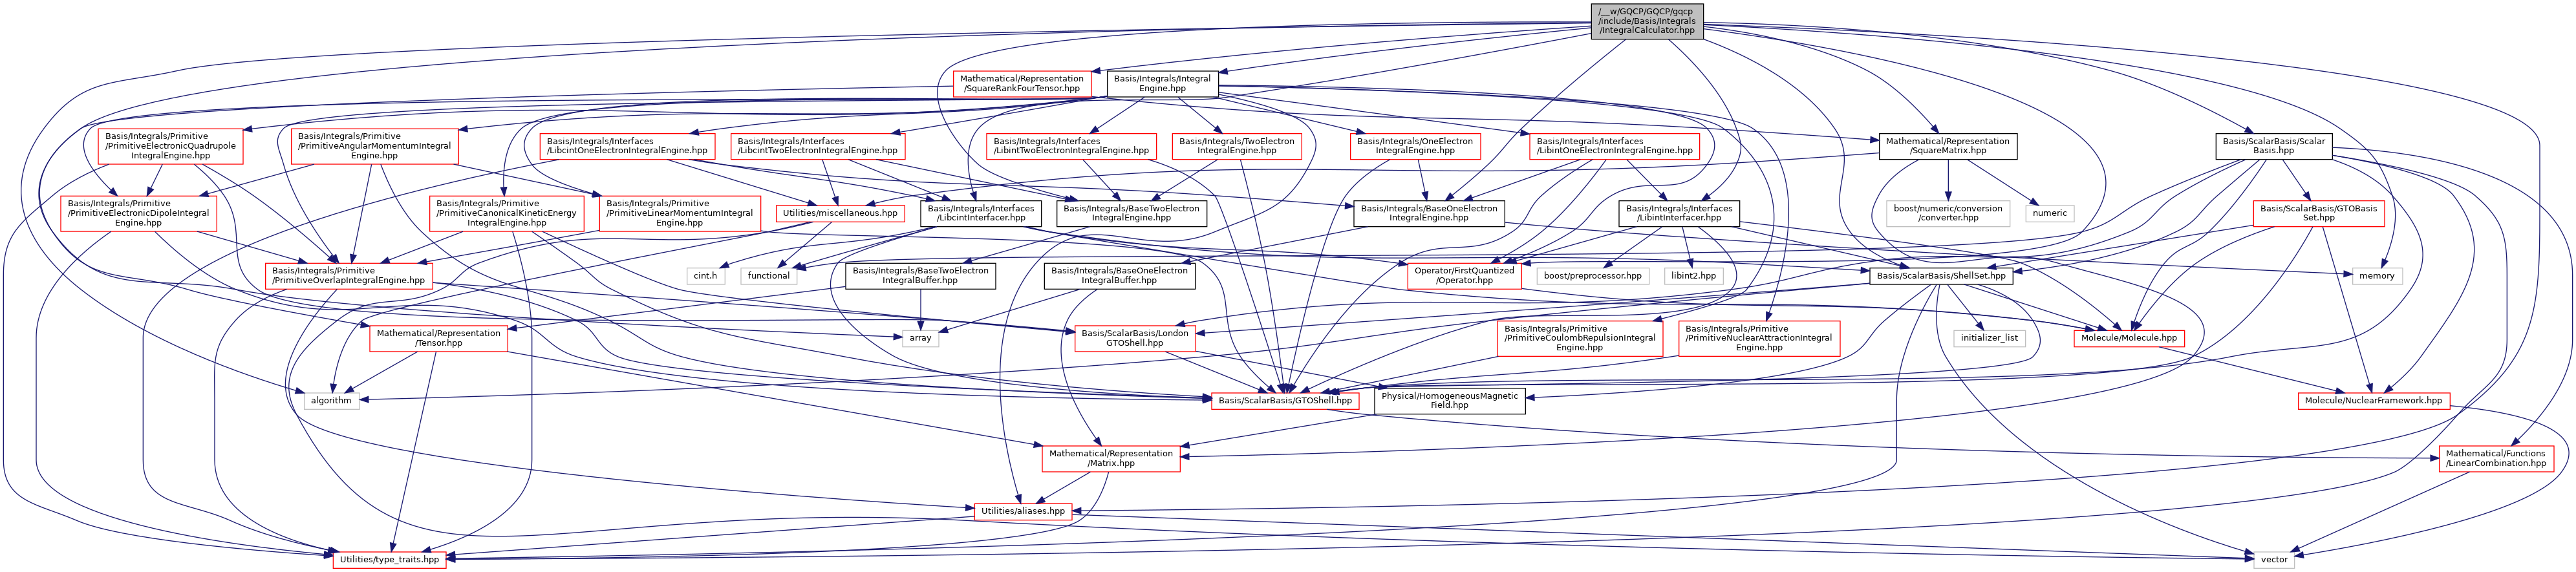 /__w/GQCP/GQCP/gqcp
/include/Basis/Integrals
/IntegralCalculator.hpp
Mathematical/Representation
/SquareRankFourTensor.hpp
Basis/Integrals/Integral
Engine.hpp
Basis/Integrals/Primitive
/PrimitiveElectronicQuadrupole
IntegralEngine.hpp
Basis/Integrals/Primitive
/PrimitiveAngularMomentumIntegral
Engine.hpp
Basis/Integrals/Interfaces
/LibcintOneElectronIntegralEngine.hpp
Basis/Integrals/Interfaces
/LibcintTwoElectronIntegralEngine.hpp
Basis/Integrals/Interfaces
/LibintTwoElectronIntegralEngine.hpp
Basis/Integrals/TwoElectron
IntegralEngine.hpp
Basis/Integrals/OneElectron
IntegralEngine.hpp
Basis/Integrals/Interfaces
/LibintOneElectronIntegralEngine.hpp
Mathematical/Representation
/SquareMatrix.hpp
Basis/ScalarBasis/Scalar
Basis.hpp
Basis/Integrals/Primitive
/PrimitiveElectronicDipoleIntegral
Engine.hpp
Basis/Integrals/Primitive
/PrimitiveCanonicalKineticEnergy
IntegralEngine.hpp
Basis/Integrals/Primitive
/PrimitiveLinearMomentumIntegral
Engine.hpp
Utilities/miscellaneous.hpp
Basis/Integrals/Interfaces
/LibcintInterfacer.hpp
Basis/Integrals/BaseTwoElectron
IntegralEngine.hpp
Basis/Integrals/BaseOneElectron
IntegralEngine.hpp
Basis/Integrals/Interfaces
/LibintInterfacer.hpp
boost/numeric/conversion
/converter.hpp
numeric
Basis/ScalarBasis/GTOBasis
Set.hpp
Basis/Integrals/Primitive
/PrimitiveOverlapIntegralEngine.hpp
cint.h
functional
Basis/Integrals/BaseTwoElectron
IntegralBuffer.hpp
Basis/Integrals/BaseOneElectron
IntegralBuffer.hpp
Operator/FirstQuantized
/Operator.hpp
boost/preprocessor.hpp
libint2.hpp
Basis/ScalarBasis/ShellSet.hpp
memory
Mathematical/Representation
/Tensor.hpp
array
Basis/ScalarBasis/London
GTOShell.hpp
Basis/Integrals/Primitive
/PrimitiveCoulombRepulsionIntegral
Engine.hpp
Basis/Integrals/Primitive
/PrimitiveNuclearAttractionIntegral
Engine.hpp
initializer_list
Molecule/Molecule.hpp
algorithm
Basis/ScalarBasis/GTOShell.hpp
Physical/HomogeneousMagnetic
Field.hpp
Molecule/NuclearFramework.hpp
Mathematical/Representation
/Matrix.hpp
Mathematical/Functions
/LinearCombination.hpp
Utilities/aliases.hpp
Utilities/type_traits.hpp
vector